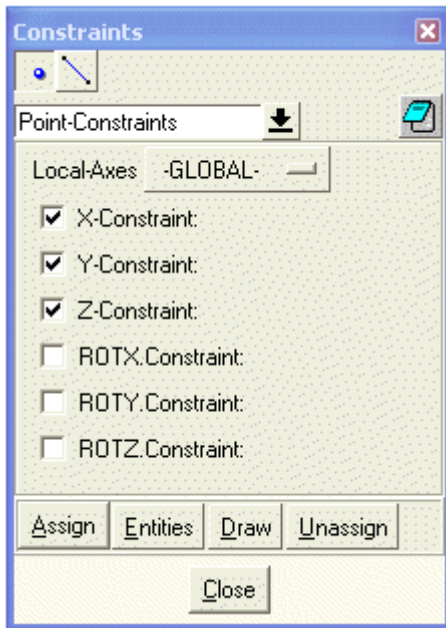 Constraints
Point-Constraints
Local-Axes -GLOBAL-
X-Constraint:
Y-Constraint:
Z-Constraint:
ROTX.Constraint:
ROTY.Constraint:
ROTZ.Constraint:
Assign Entities Draw Unassign
Close